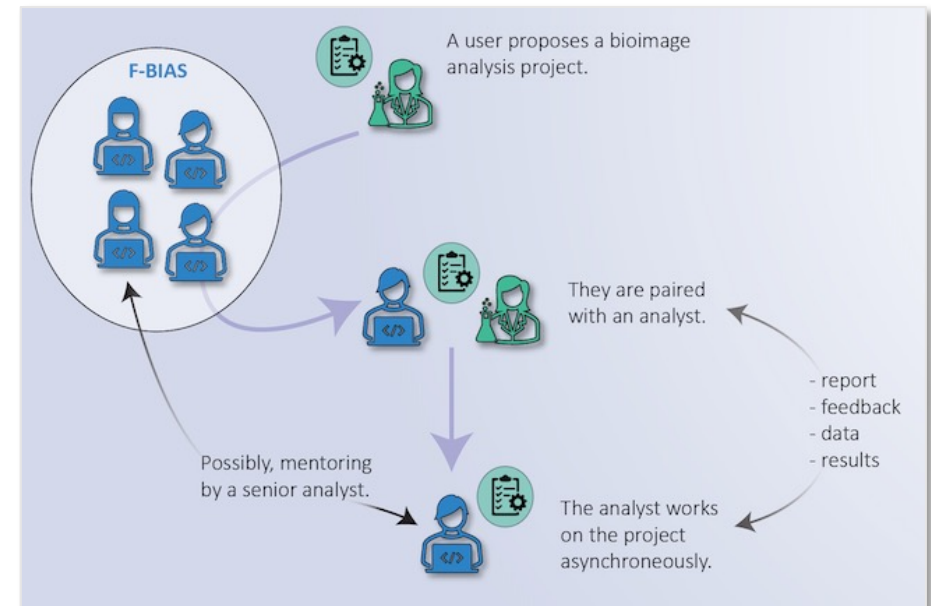 F-BIAS
A user proposes a bioimage
analysis project.
</>
</>
</>
</>
</>
They are paired
with an analyst.
- report
- feedback
- data
- results
Possibly, mentoring
by a senior analyst.
</>
The analyst works
on the project
asynchroneously.